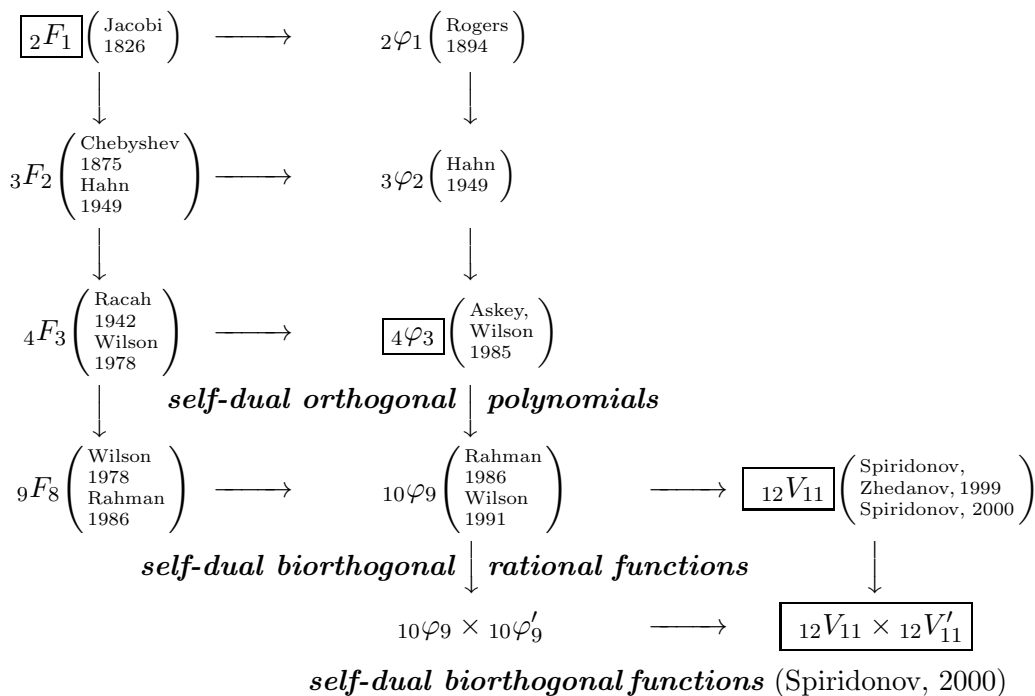 ₂F₁ ( Jacobi 1826 ) ⟶ ₂φ₁ ( Rogers 1894 )
₃F₂ ( Chebyshev 1875 Hahn 1949 ) ⟶ ₃φ₂ ( Hahn 1949 )
₄F₃ ( Racah 1942 Wilson 1978 ) ⟶ ₄φ₃ ( Askey, Wilson 1985 )
self-dual orthogonal polynomials
₉F₈ ( Wilson 1978 Rahman 1986 ) ⟶ ₁₀φ₉ ( Rahman 1986 Wilson 1991 ) ⟶ ₁₂V₁₁ ( Spiridonov, Zhedanov, 1999 Spiridonov, 2000 )
self-dual biorthogonal rational functions
₁₀φ₉ × ₁₀φ′₉ ⟶ ₁₂V₁₁ × ₁₂V′₁₁
self-dual biorthogonal functions (Spiridonov, 2000)